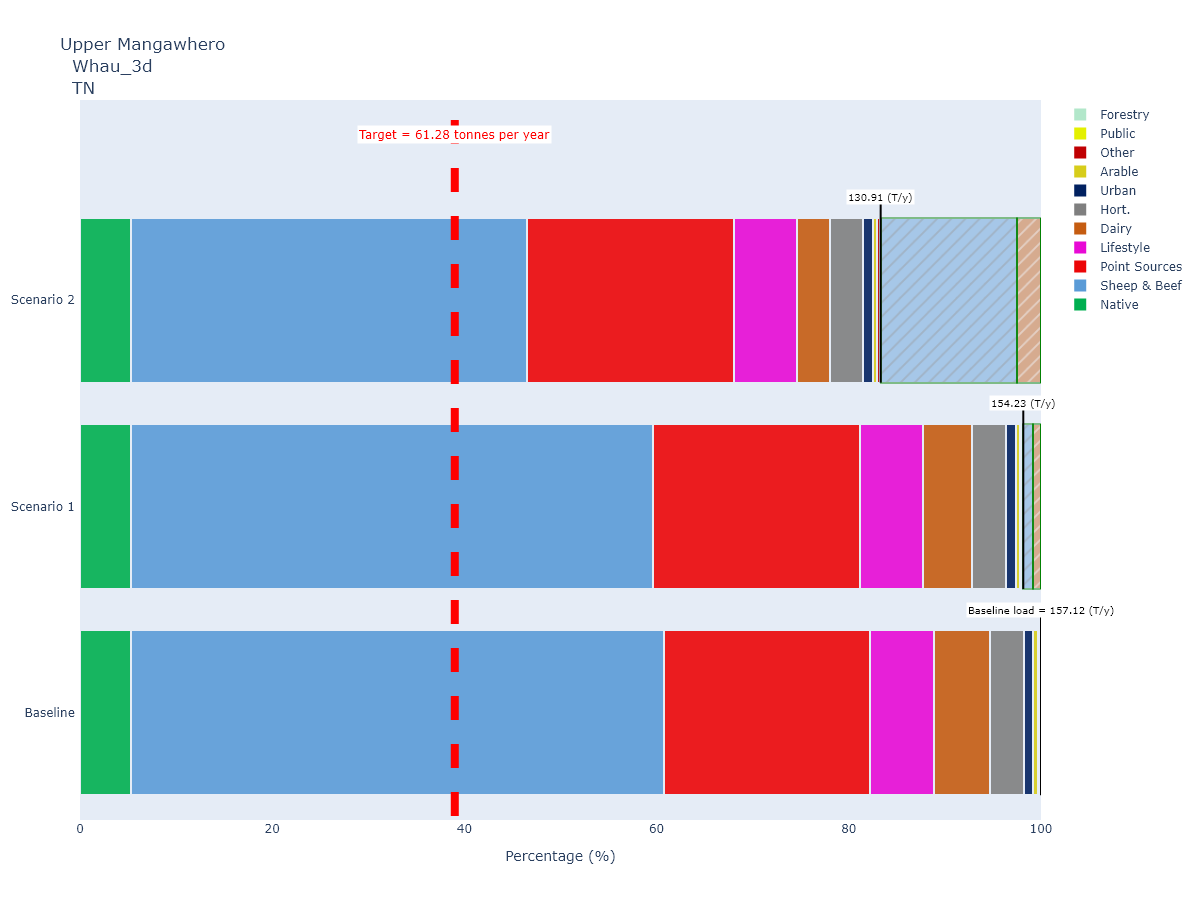 Upper Mangawhero
Whau_3d
TN
Target = 61.28 tonnes per year
130.91 (T/y)
Scenario 2
154.23 (T/y)
Scenario 1
Baseline load = 157.12 (T/y)
Baseline
0 20 40 60 80 100
Percentage (%)
Forestry
Public
Other
Arable
Urban
Hort.
Dairy
Lifestyle
Point Sources
Sheep & Beef
Native